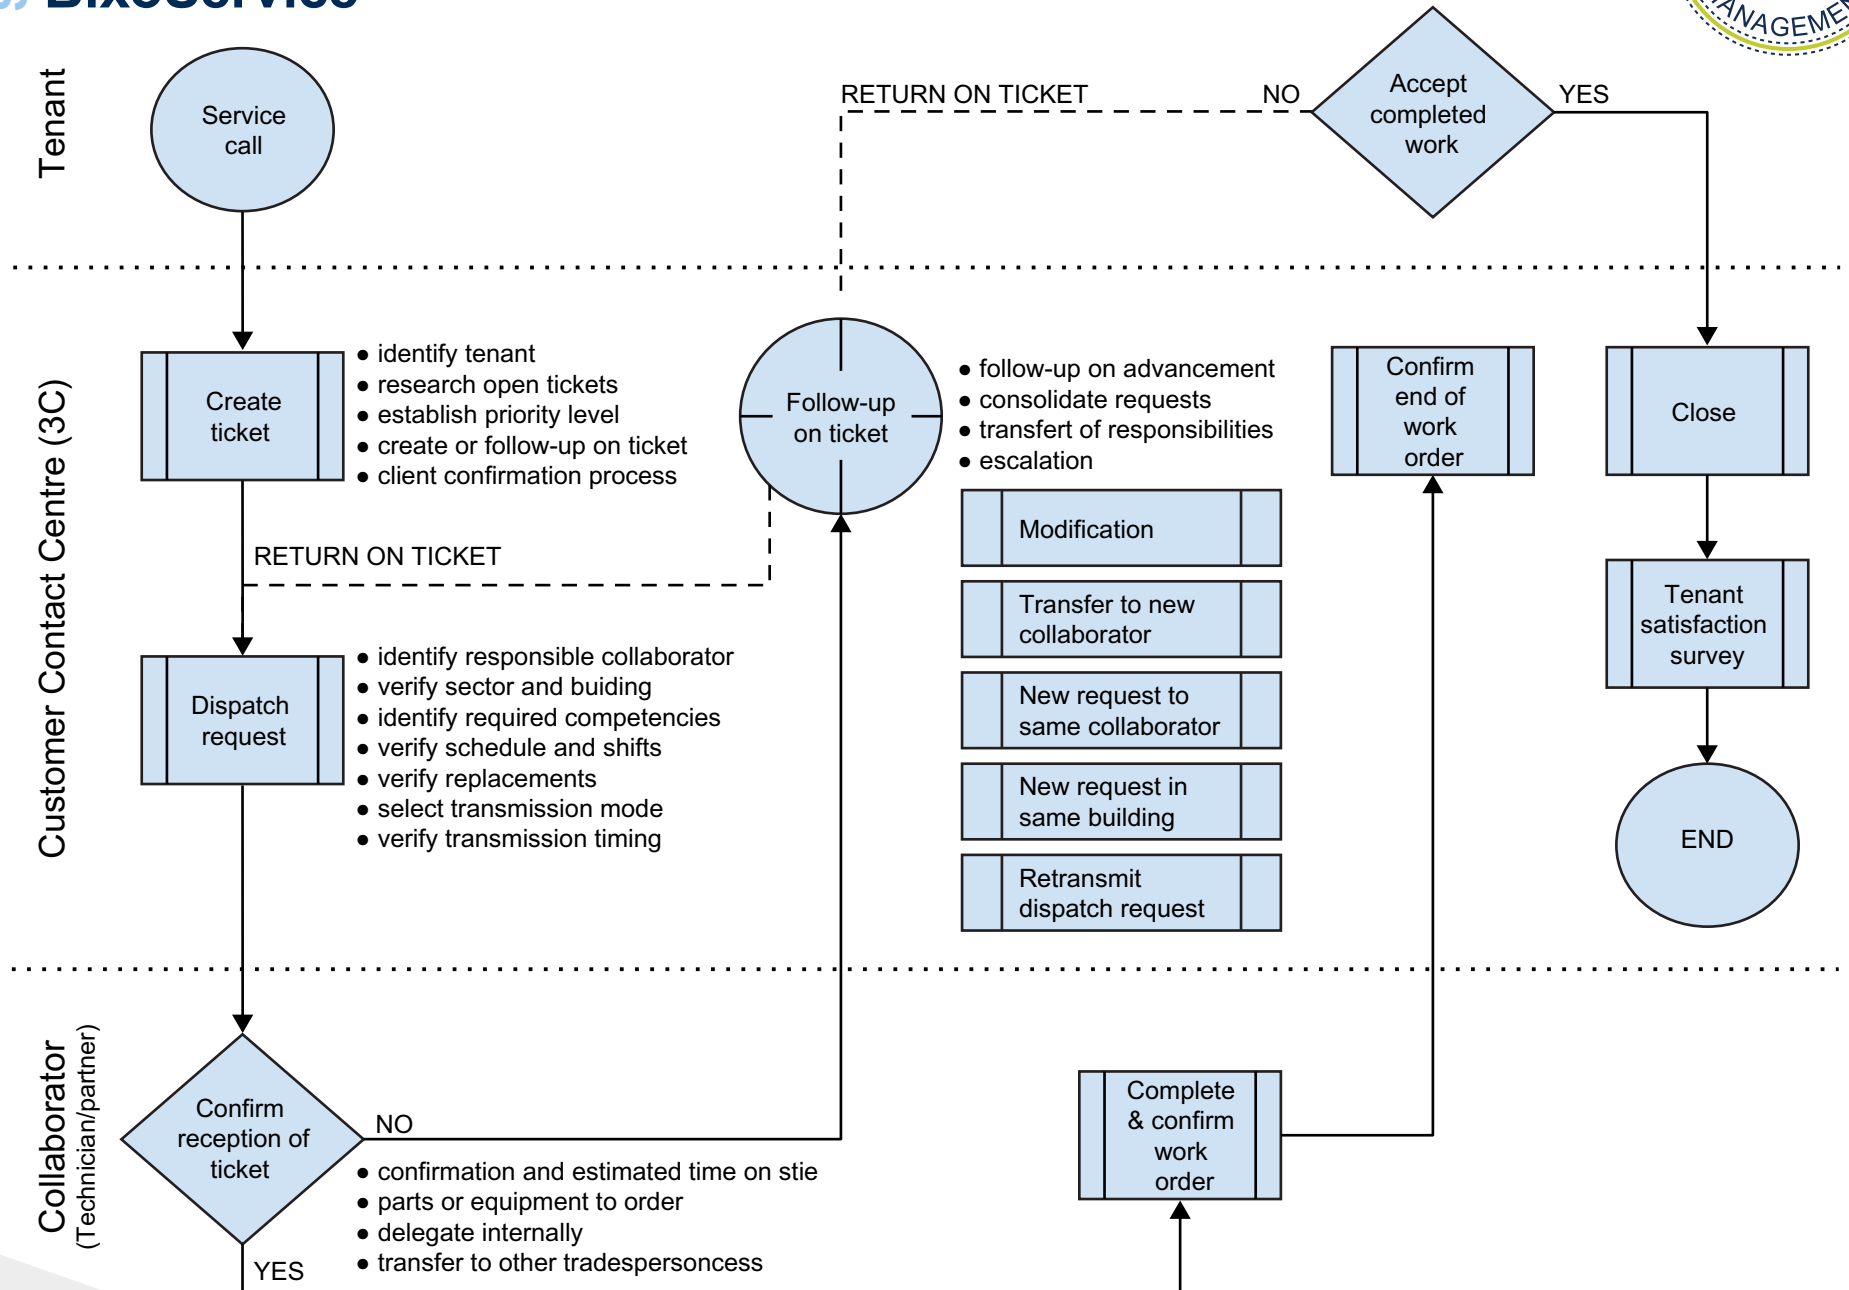 BixoService
MANAGEMEN
Tenant
Service
call
RETURN ON TICKET
NO
Accept
completed
work
YES
Customer Contact Centre (3C)
Create
ticket
● identify tenant
● research open tickets
● establish priority level
● create or follow-up on ticket
● client confirmation process
Follow-up
on ticket
● follow-up on advancement
● consolidate requests
● transfert of responsibilities
● escalation
Confirm
end of
work
order
Close
RETURN ON TICKET
Modification
Transfer to new
collaborator
New request to
same collaborator
New request in
same building
Retransmit
dispatch request
Tenant
satisfaction
survey
Dispatch
request
● identify responsible collaborator
● verify sector and buiding
● identify required competencies
● verify schedule and shifts
● verify replacements
● select transmission mode
● verify transmission timing
END
Collaborator
(Technician/partner)
Confirm
reception of
ticket
NO
● confirmation and estimated time on stie
● parts or equipment to order
● delegate internally
● transfer to other tradespersoncess
YES
Complete
& confirm
work
order